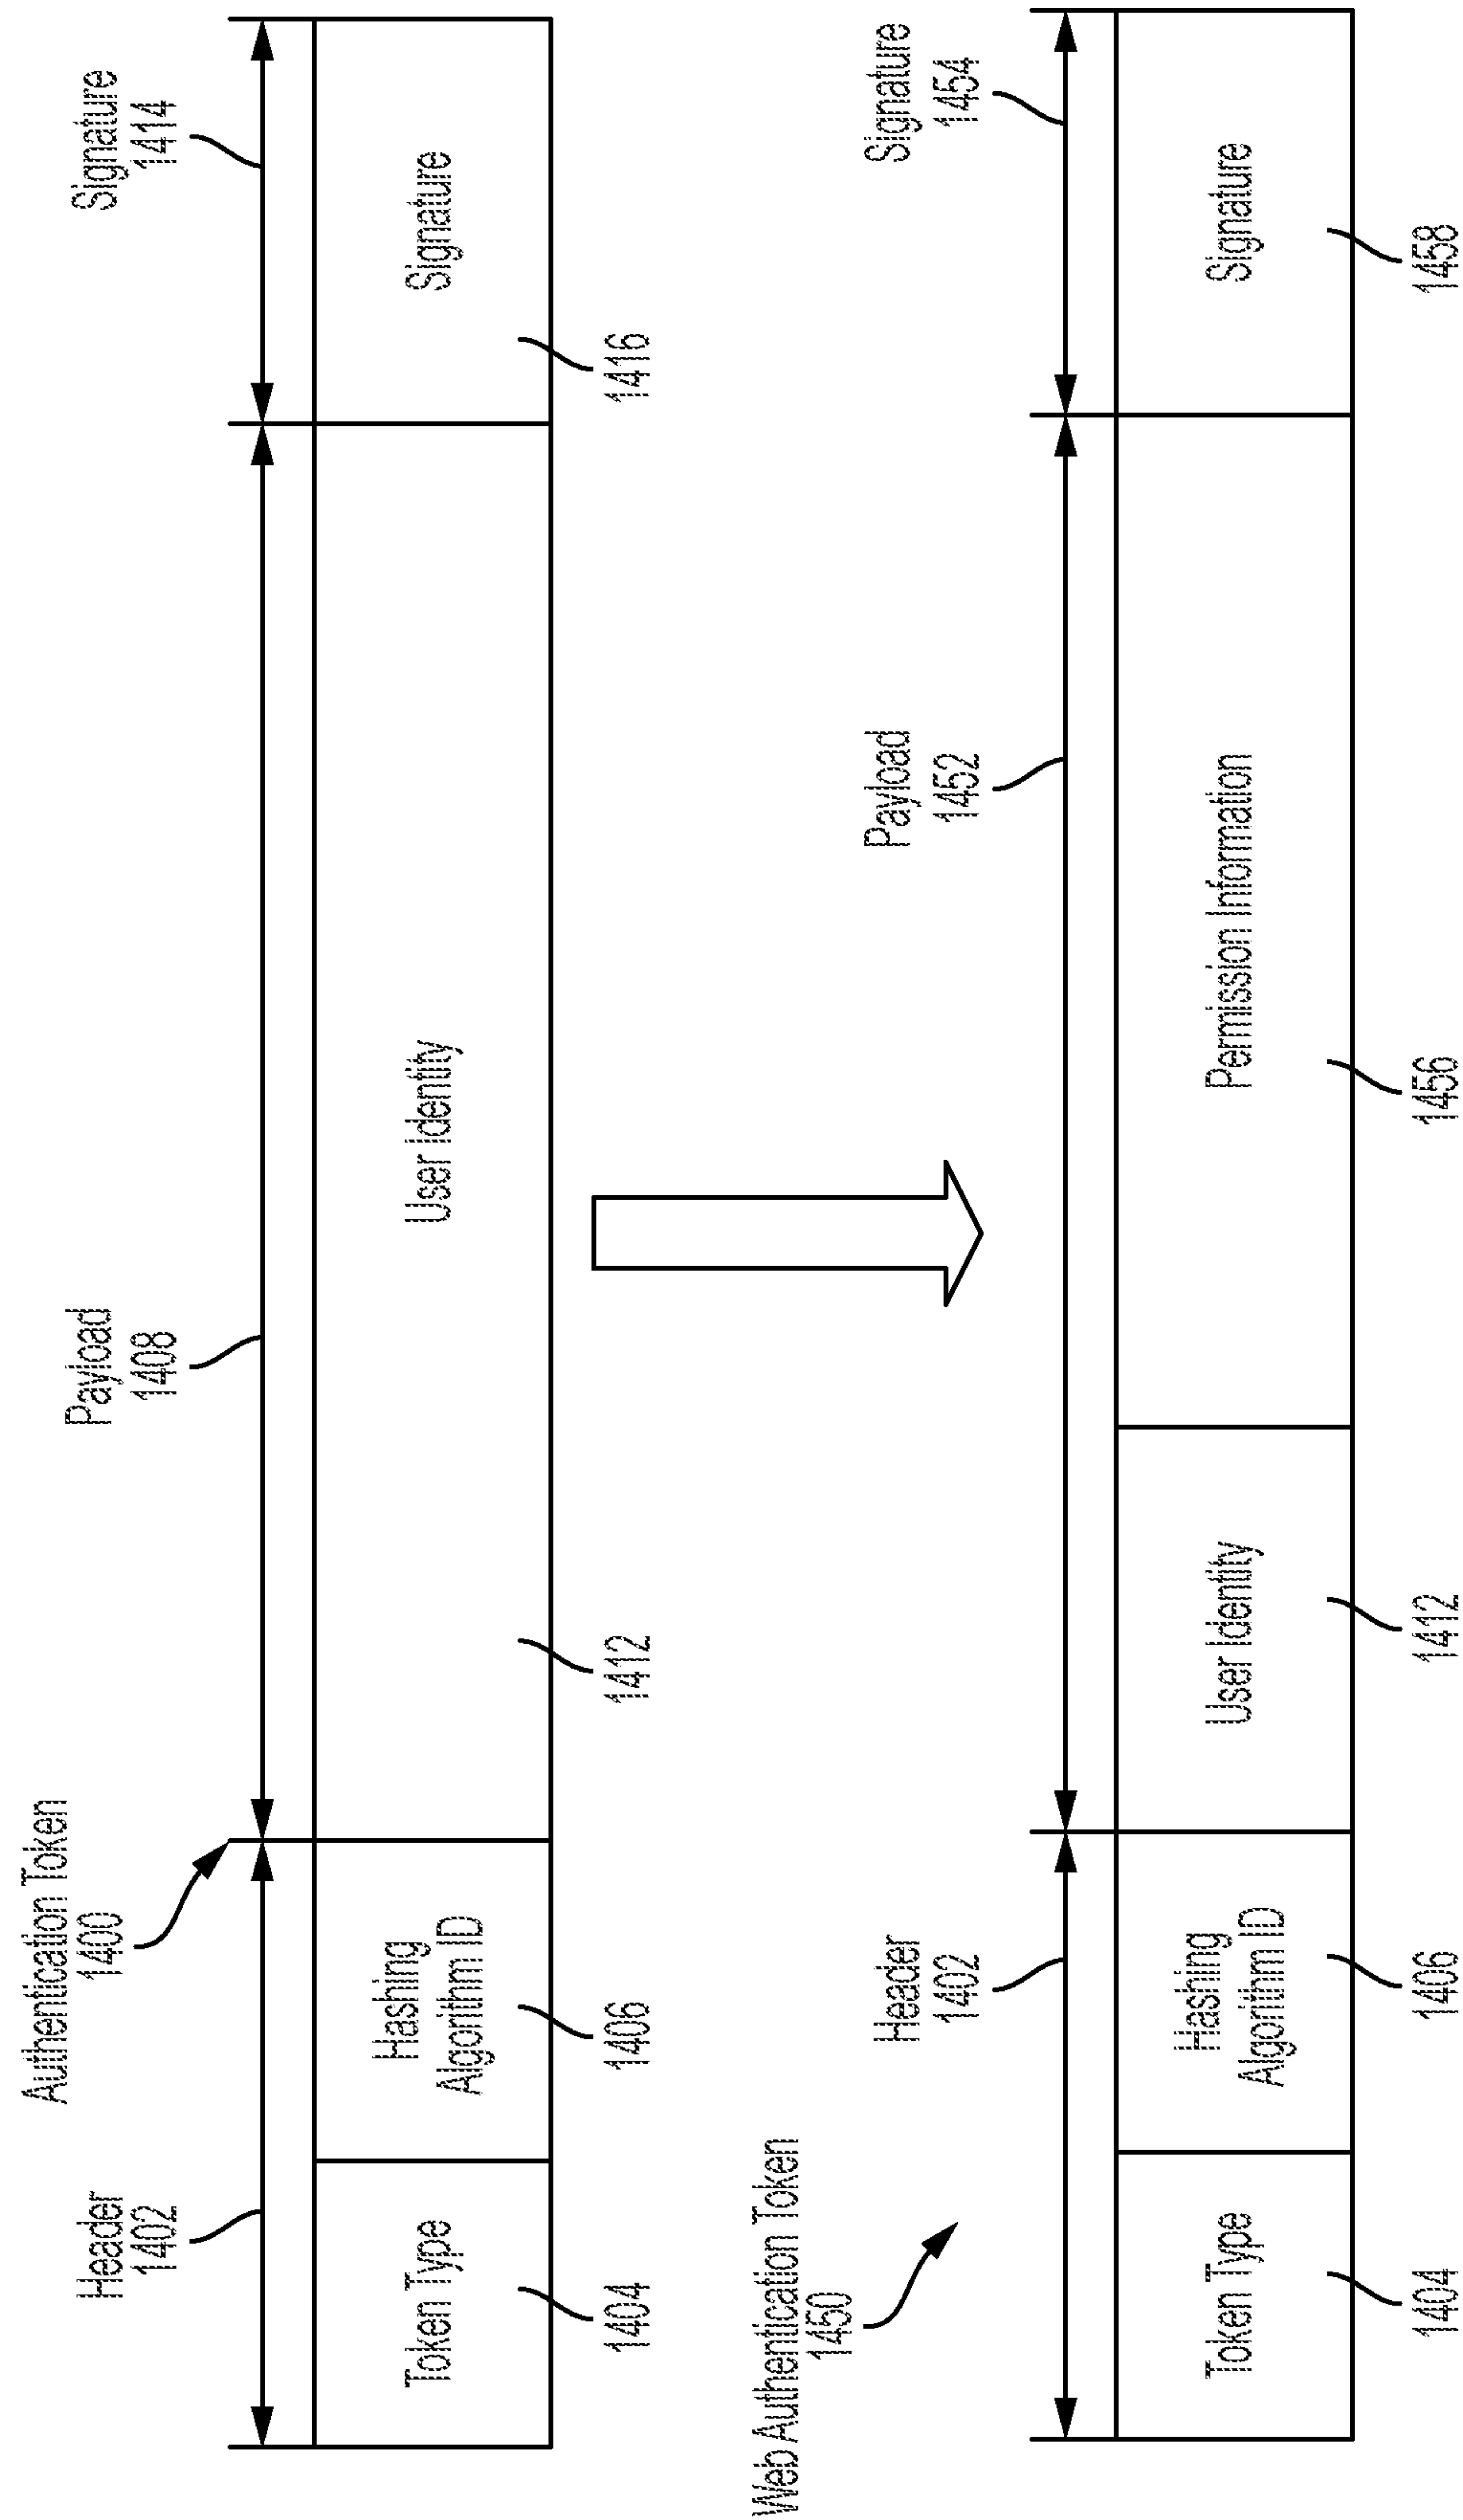 Authentication Token
1400
Header
1402
Payload
1408
Signature
1414
Token Type
Hashing
Algorithm ID
User identity
Signature
1404
1406
1412
1416
Web Authentication Token
1450
Header
1402
Payload
1452
Signature
1454
Token Type
Hashing
Algorithm ID
User Identity
Permission Information
Signature
1404
1406
1412
1456
1458